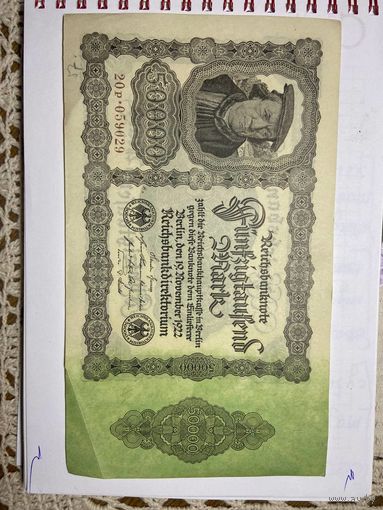 50000
20P·059029
Reichsbanknote
Fünfzigtausend
Mark
zahlt die Reichsbankhauptkasse in Berlin
gegen diese Banknote dem Einlieferer
Berlin, den 19. November 1922
Reichsbankdirektorium
50000
50000